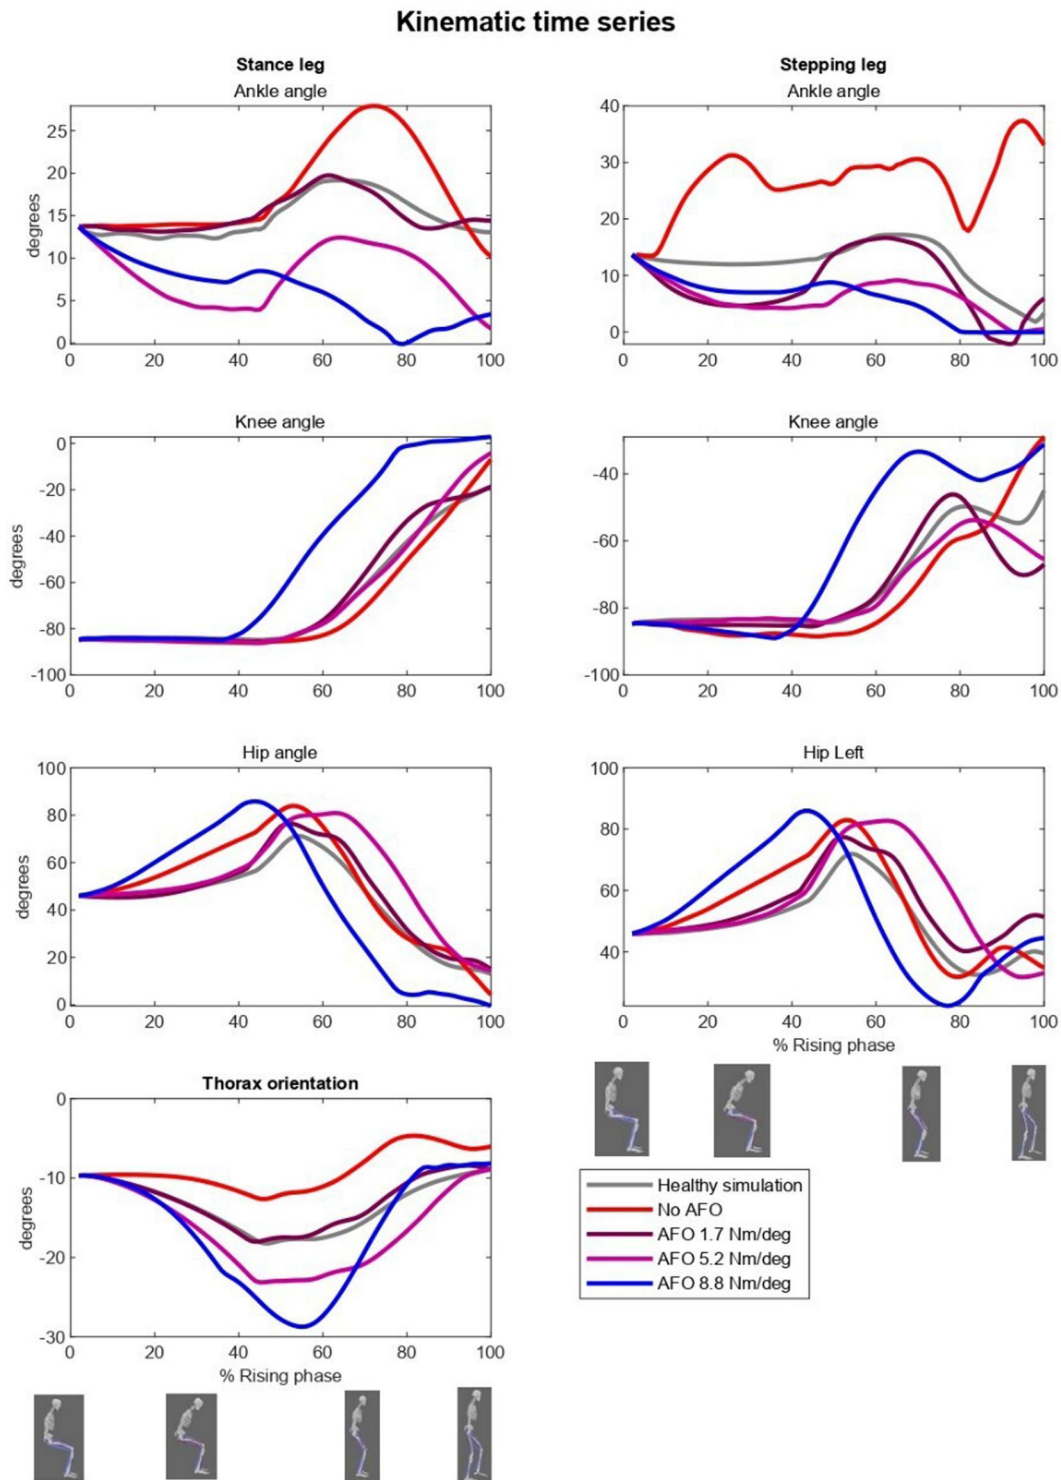 Kinematic time series
Stance leg
Ankle angle
degrees
25
20
15
10
5
0
0 20 40 60 80 100
Stepping leg
Ankle angle
40
30
20
10
0
0 20 40 60 80 100
Knee angle
degrees
0
-20
-40
-60
-80
-100
0 20 40 60 80 100
Knee angle
-40
-60
-80
-100
0 20 40 60 80 100
Hip angle
degrees
100
80
60
40
20
0
0 20 40 60 80 100
Hip Left
100
80
60
40
0 20 40 60 80 100
% Rising phase
Thorax orientation
degrees
0
-10
-20
-30
0 20 40 60 80 100
% Rising phase
Healthy simulation
No AFO
AFO 1.7 Nm/deg
AFO 5.2 Nm/deg
AFO 8.8 Nm/deg